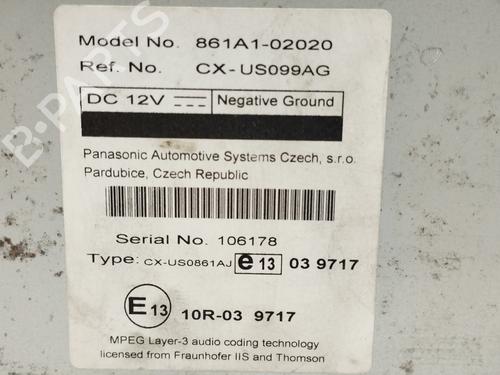 Model No. 861A1-02020
Ref. No. CX-US099AG
DC 12V Negative Ground
Panasonic Automotive Systems Czech, s.r.o.
Pardubice, Czech Republic
Serial No. 106178
Type: CX-US0861AJ e 13 03 9717
E13 10R-03 9717
MPEG Layer-3 audio coding technology
licensed from Fraunhofer IIS and Thomson
B-PARTS